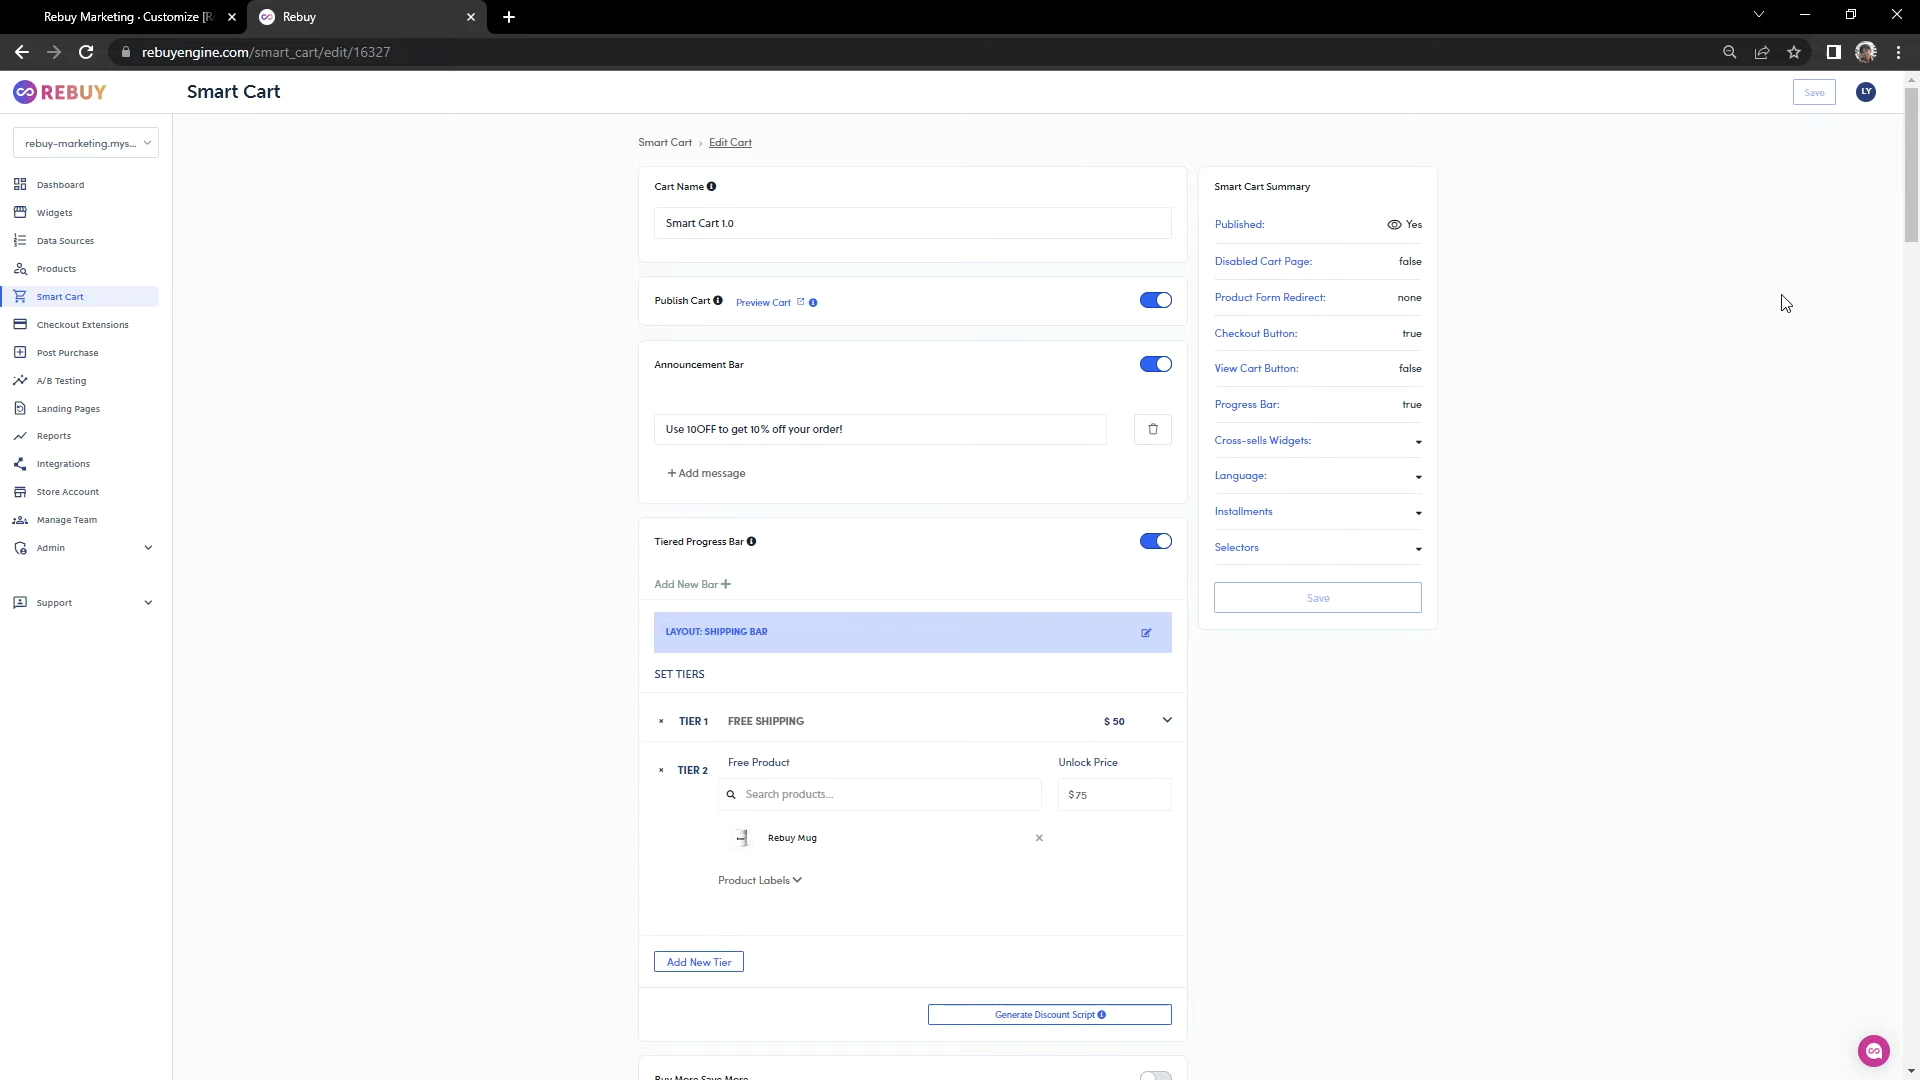 Rebuy Marketing · Customize [R
Rebuy
rebuyengine.com/smart_cart/edit/16327
REBUY
Smart Cart
Save
LY
rebuy-marketing.mys...
Dashboard
Widgets
Data Sources
Products
Smart Cart
Checkout Extensions
Post Purchase
A/B Testing
Landing Pages
Reports
Integrations
Store Account
Manage Team
Admin
Support
Smart Cart › Edit Cart
Cart Name
Smart Cart 1.0
Publish Cart Preview Cart
Announcement Bar
Use 10OFF to get 10% off your order!
+ Add message
Tiered Progress Bar
Add New Bar +
LAYOUT: SHIPPING BAR
SET TIERS
× TIER 1 FREE SHIPPING $ 50
× TIER 2 Free Product Unlock Price
Search products... $75
Rebuy Mug ×
Product Labels
Add New Tier
Generate Discount Script
Buy More Save More
Smart Cart Summary
Published: Yes
Disabled Cart Page: false
Product Form Redirect: none
Checkout Button: true
View Cart Button: false
Progress Bar: true
Cross-sells Widgets:
Language:
Installments
Selectors
Save